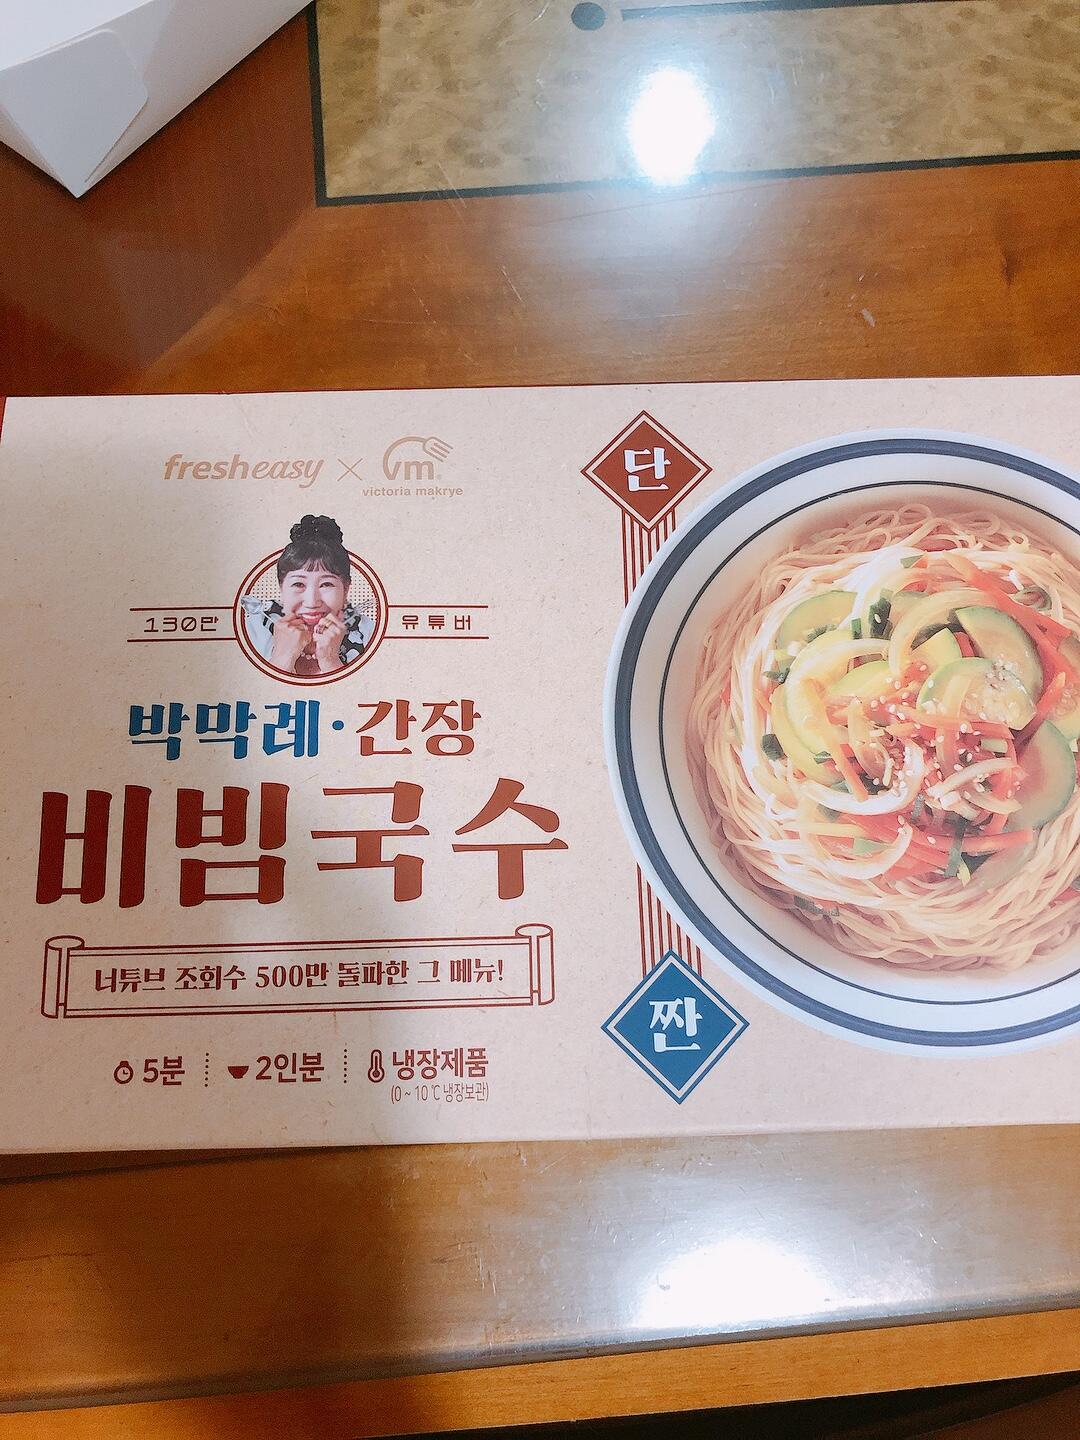 fresheasy × vm
victoria makrye
130만 유튜버
박막례·간장
비빔국수
너튜브 조회수 500만 돌파한 그 메뉴!
5분 2인분 냉장제품
(0~10℃ 냉장보관)
단
짠